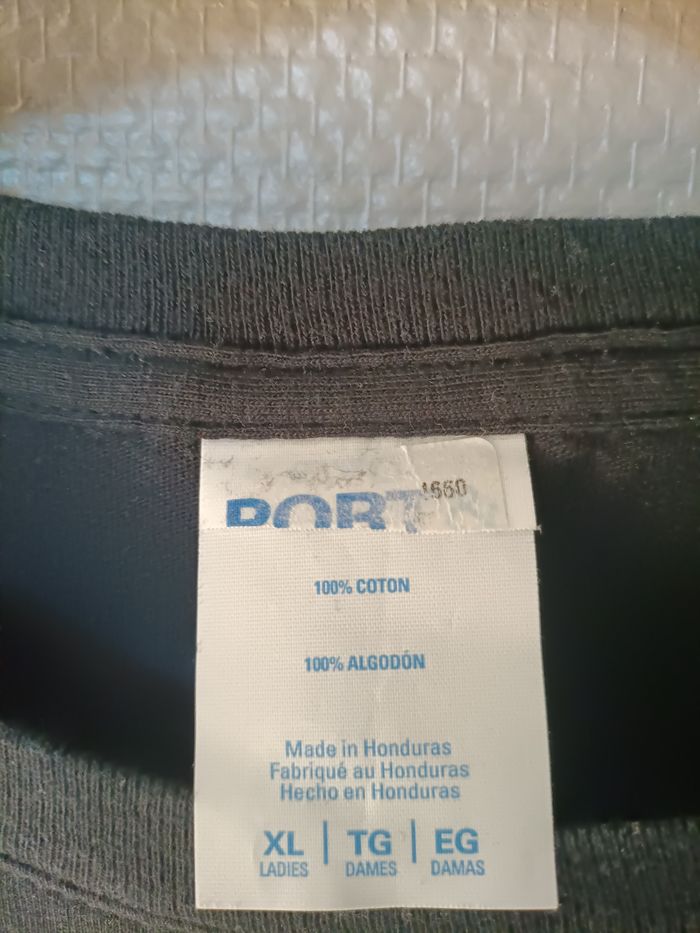 PORT
1660
100% COTON
100% ALGODÓN
Made in Honduras
Fabriqué au Honduras
Hecho en Honduras
XL | TG | EG
LADIES DAMES DAMAS